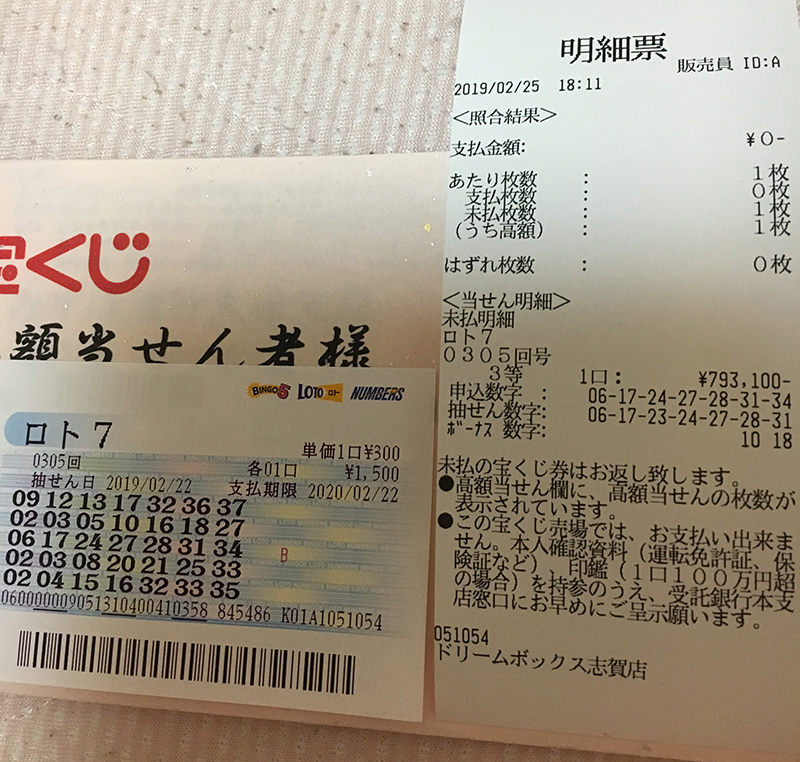 くじ
額当せん者様
BINGO5 LOTO ロト NUMBERS
ロト7
単価1口¥300
0305回
各01口
¥1,500
抽せん日 2019/02/22
支払期限 2020/02/22
09 12 13 17 32 36 37
02 03 05 10 16 18 27
06 17 24 27 28 31 34
02 03 08 20 21 25 33
02 04 15 16 32 33 35
B
060000009051310400410358 845486 K01A1051054
明細票
販売員 ID:A
2019/02/25 18:11
<照合結果>
支払金額: ¥0-
あたり枚数 : 1枚
支払枚数 : 0枚
未払枚数 : 1枚
(うち高額) : 1枚
はずれ枚数 : 0枚
<当せん明細>
未払明細
ロト7
0305回号
3等 1口: ¥793,100-
申込数字 : 06-17-24-27-28-31-34
抽せん数字: 06-17-23-24-27-28-31
ボーナス 数字: 10 18
未払の宝くじ券はお返し致します。
●高額当せん欄に、高額当せんの枚数が
表示されています。
●この宝くじ売場では、お支払い出来ま
せん。本人確認資料(運転免許証、保
険証など)、印鑑(1口100万円超
の場合)を持参のうえ、受託銀行本支
店窓口にお早めにご呈示願います。
051054
ドリームボックス志賀店